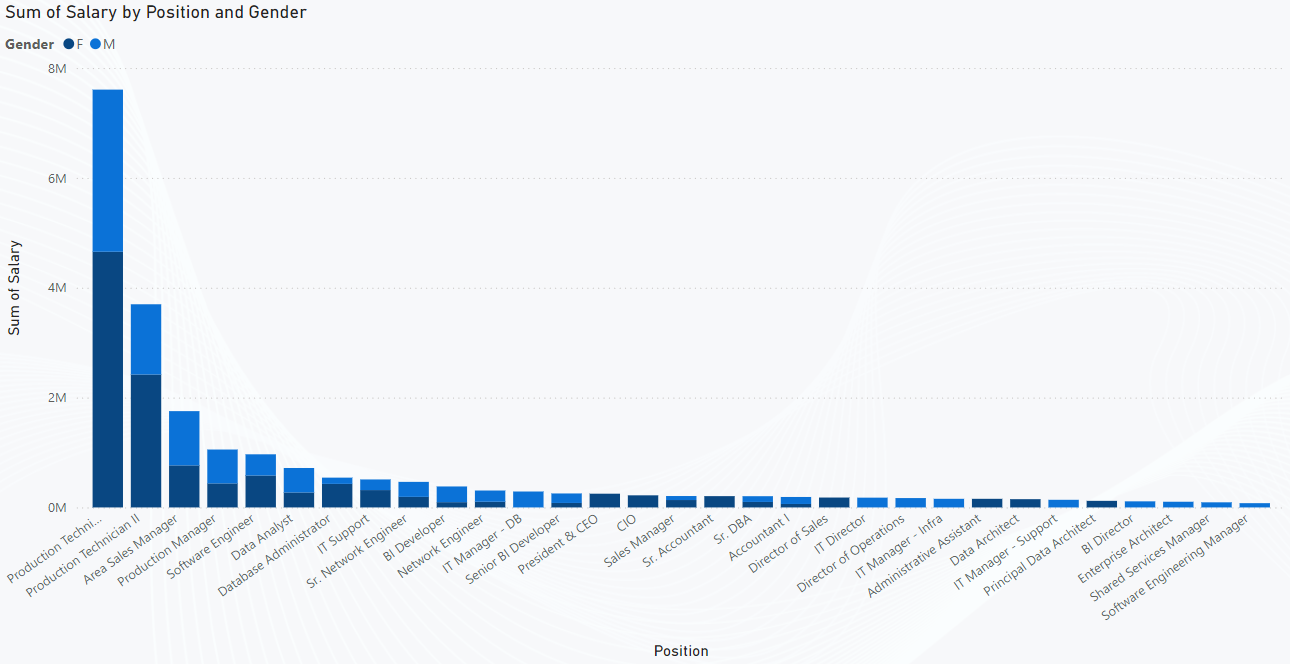 Sum of Salary by Position and Gender
Gender F M
8M
6M
4M
2M
0M
Sum of Salary
Production Techni...
Production Technician II
Area Sales Manager
Production Manager
Software Engineer
Data Analyst
Database Administrator
IT Support
Sr. Network Engineer
BI Developer
Network Engineer
IT Manager - DB
Senior BI Developer
President & CEO
CIO
Sales Manager
Sr. Accountant
Sr. DBA
Accountant I
Director of Sales
IT Director
Director of Operations
IT Manager - Infra
Administrative Assistant
Data Architect
IT Manager - Support
Principal Data Architect
BI Director
Enterprise Architect
Shared Services Manager
Software Engineering Manager
Position